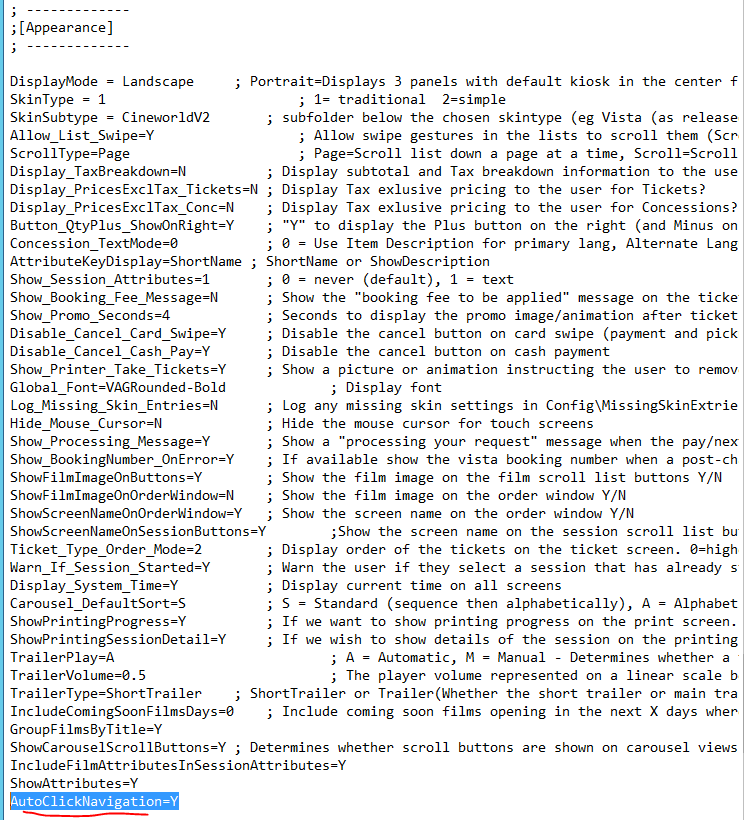 ; -------------
;[Appearance]
; -------------
DisplayMode = Landscape ; Portrait=Displays 3 panels with default kiosk in the center f
SkinType = 1 ; 1= traditional 2=simple
SkinSubtype = CineworldV2 ; subfolder below the chosen skintype (eg Vista (as release
Allow_List_Swipe=Y ; Allow swipe gestures in the lists to scroll them (Scr
ScrollType=Page ; Page=Scroll list down a page at a time, Scroll=Scroll
Display_TaxBreakdown=N ; Display subtotal and Tax breakdown information to the use
Display_PricesExclTax_Tickets=N ; Display Tax exlusive pricing to the user for Tickets?
Display_PricesExclTax_Conc=N ; Display Tax exlusive pricing to the user for Concessions?
Button_QtyPlus_ShowOnRight=Y ; "Y" to display the Plus button on the right (and Minus on
Concession_TextMode=0 ; 0 = Use Item Description for primary lang, Alternate Lang
AttributeKeyDisplay=ShortName ; ShortName or ShowDescription
Show_Session_Attributes=1 ; 0 = never (default), 1 = text
Show_Booking_Fee_Message=N ; Show the "booking fee to be applied" message on the ticke
Show_Promo_Seconds=4 ; Seconds to display the promo image/animation after ticket
Disable_Cancel_Card_Swipe=Y ; Disable the cancel button on card swipe (payment and pick
Disable_Cancel_Cash_Pay=Y ; Disable the cancel button on cash payment
Show_Printer_Take_Tickets=Y ; Show a picture or animation instructing the user to remov
Global_Font=VAGRounded-Bold ; Display font
Log_Missing_Skin_Entries=N ; Log any missing skin settings in Config\MissingSkinExtrie
Hide_Mouse_Cursor=N ; Hide the mouse cursor for touch screens
Show_Processing_Message=Y ; Show a "processing your request" message when the pay/nex
Show_BookingNumber_OnError=Y ; If available show the vista booking number when a post-ch
ShowFilmImageOnButtons=Y ; Show the film image on the film scroll list buttons Y/N
ShowFilmImageOnOrderWindow=N ; Show the film image on the order window Y/N
ShowScreenNameOnOrderWindow=Y ; Show the screen name on the order window Y/N
ShowScreenNameOnSessionButtons=Y ;Show the screen name on the session scroll list bu
Ticket_Type_Order_Mode=2 ; Display order of the tickets on the ticket screen. 0=high
Warn_If_Session_Started=Y ; Warn the user if they select a session that has already s
Display_System_Time=Y ; Display current time on all screens
Carousel_DefaultSort=S ; S = Standard (sequence then alphabetically), A = Alphabet
ShowPrintingProgress=Y ; If we want to show printing progress on the print screen.
ShowPrintingSessionDetail=Y ; If we wish to show details of the session on the printing
TrailerPlay=A ; A = Automatic, M = Manual - Determines whether a
TrailerVolume=0.5 ; The player volume represented on a linear scale b
TrailerType=ShortTrailer ; ShortTrailer or Trailer(Whether the short trailer or main tra
IncludeComingSoonFilmsDays=0 ; Include coming soon films opening in the next X days wher
GroupFilmsByTitle=Y
ShowCarouselScrollButtons=Y ; Determines whether scroll buttons are shown on carousel views
IncludeFilmAttributesInSessionAttributes=Y
ShowAttributes=Y
AutoClickNavigation=Y